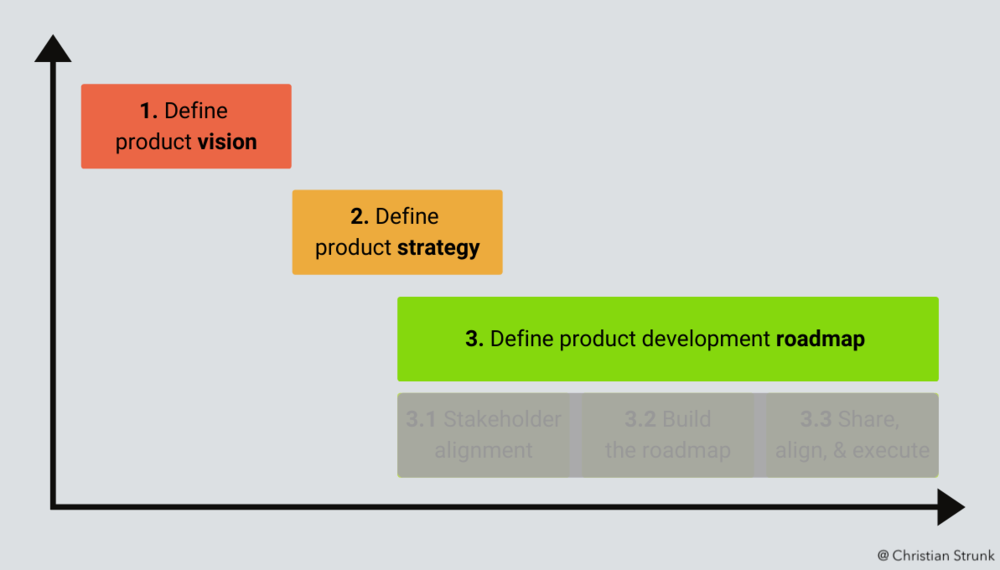 1. Define
product vision
2. Define
product strategy
3. Define product development roadmap
3.1 Stakeholder
alignment
3.2 Build
the roadmap
3.3 Share,
align, & execute
@ Christian Strunk